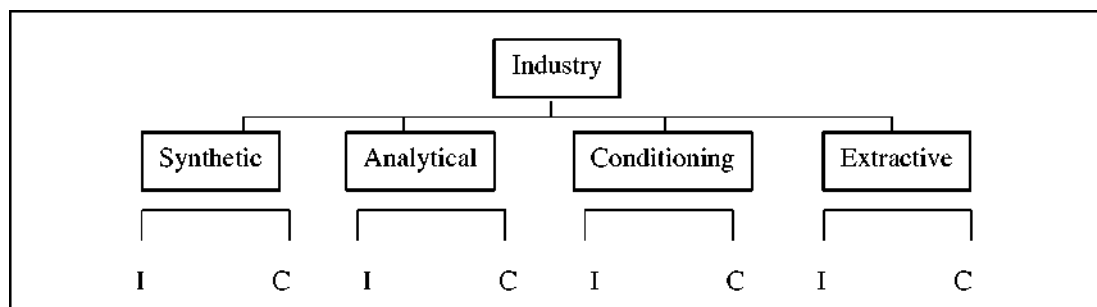 Industry
Synthetic Analytical Conditioning Extractive
I C I C I C I C